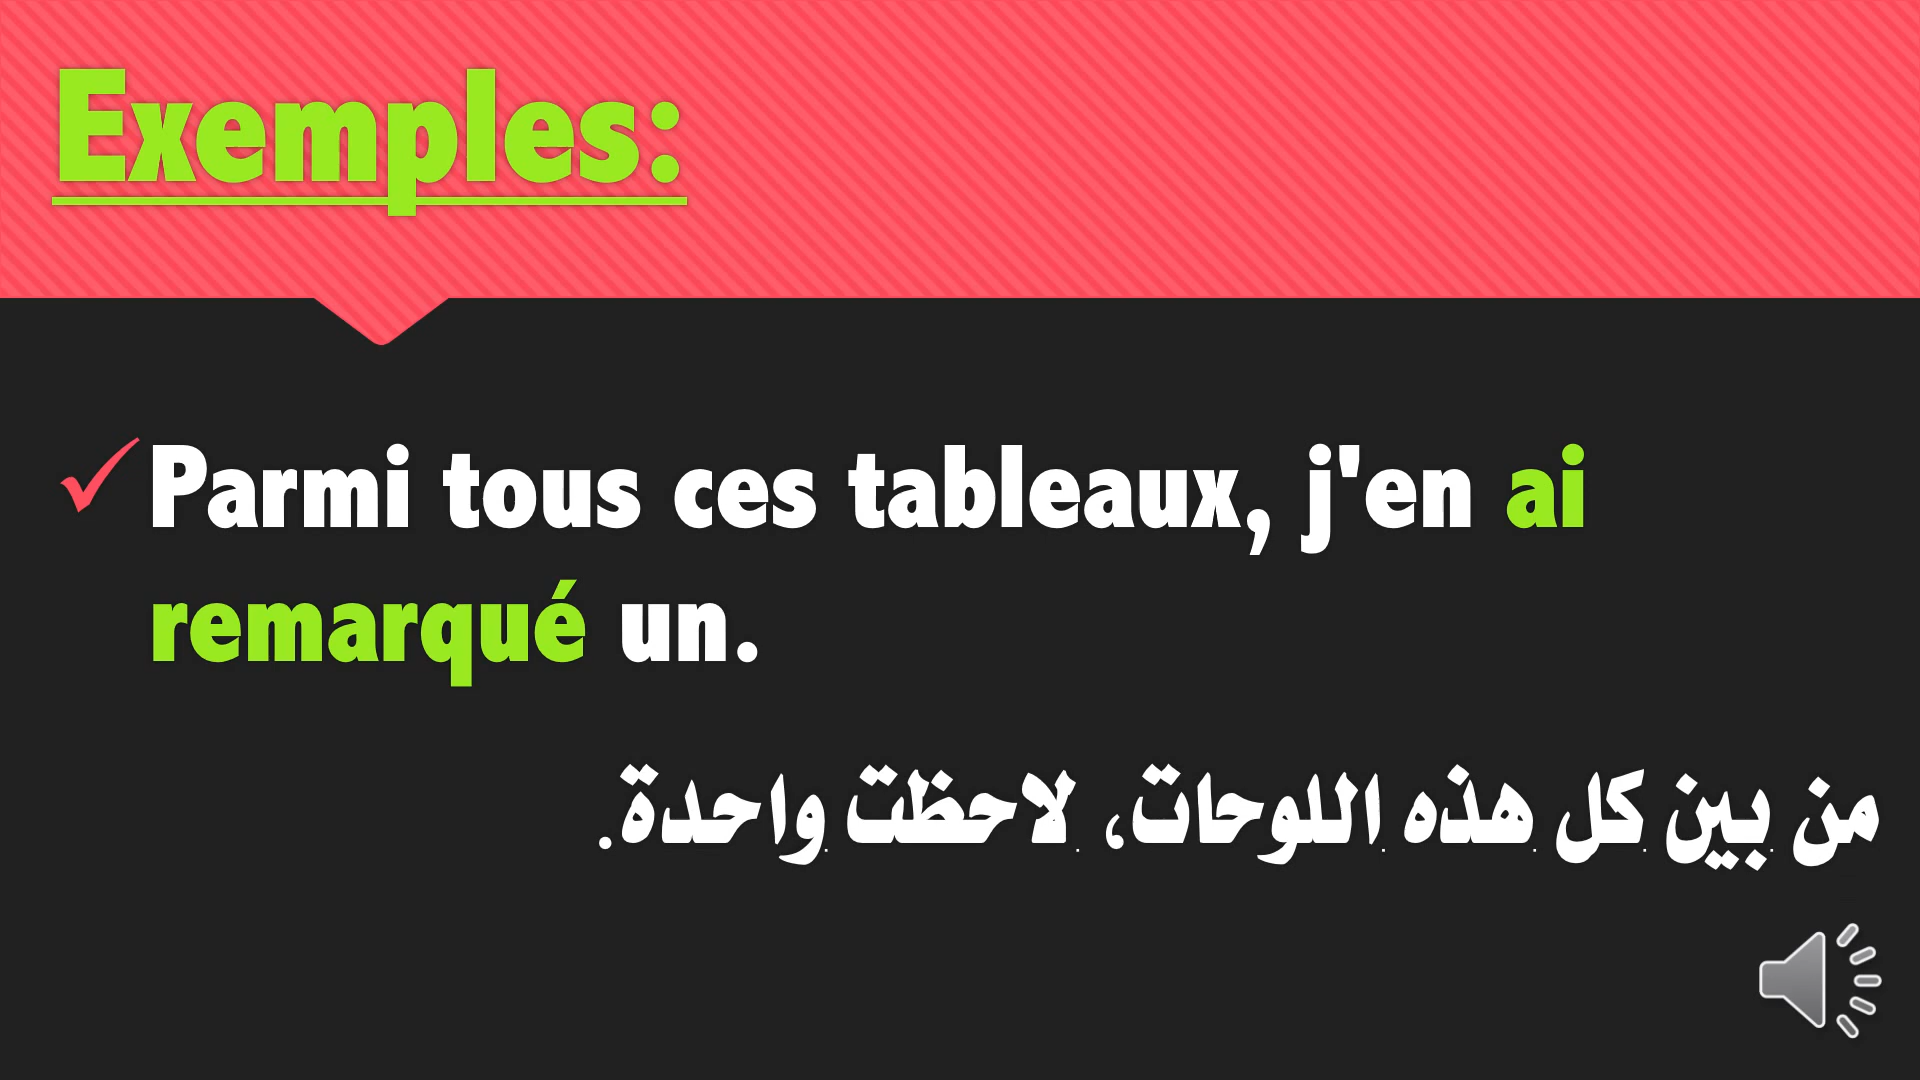 Exemples:
Parmi tous ces tableaux, j'en ai
remarqué un.
من بين كل هذه اللوحات، لاحظت واحدة.